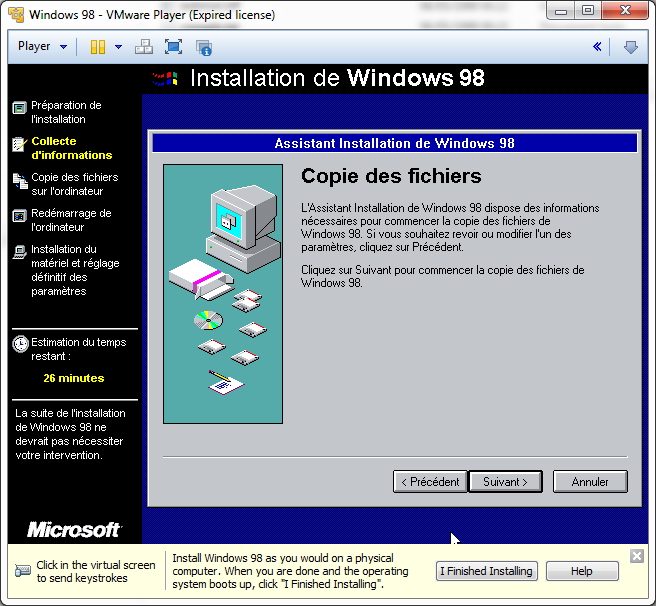 Windows 98 - VMware Player (Expired license)
Player
Installation de Windows 98
Préparation de
l'installation
Collecte
d'informations
Copie des fichiers
sur l'ordinateur
Redémarrage de
l'ordinateur
Installation du
matériel et réglage
définitif des
paramètres
Estimation du temps
restant :
26 minutes
La suite de l'installation
de Windows 98 ne
devrait pas nécessiter
votre intervention.
Microsoft
Assistant Installation de Windows 98
Copie des fichiers
L'Assistant Installation de Windows 98 dispose des informations
nécessaires pour commencer la copie des fichiers de
Windows 98. Si vous souhaitez revoir ou modifier l'un des
paramètres, cliquez sur Précédent.
Cliquez sur Suivant pour commencer la copie des fichiers de
Windows 98.
< Précédent
Suivant >
Annuler
Click in the virtual screen
to send keystrokes
Install Windows 98 as you would on a physical
computer. When you are done and the operating
system boots up, click "I Finished Installing".
I Finished Installing
Help